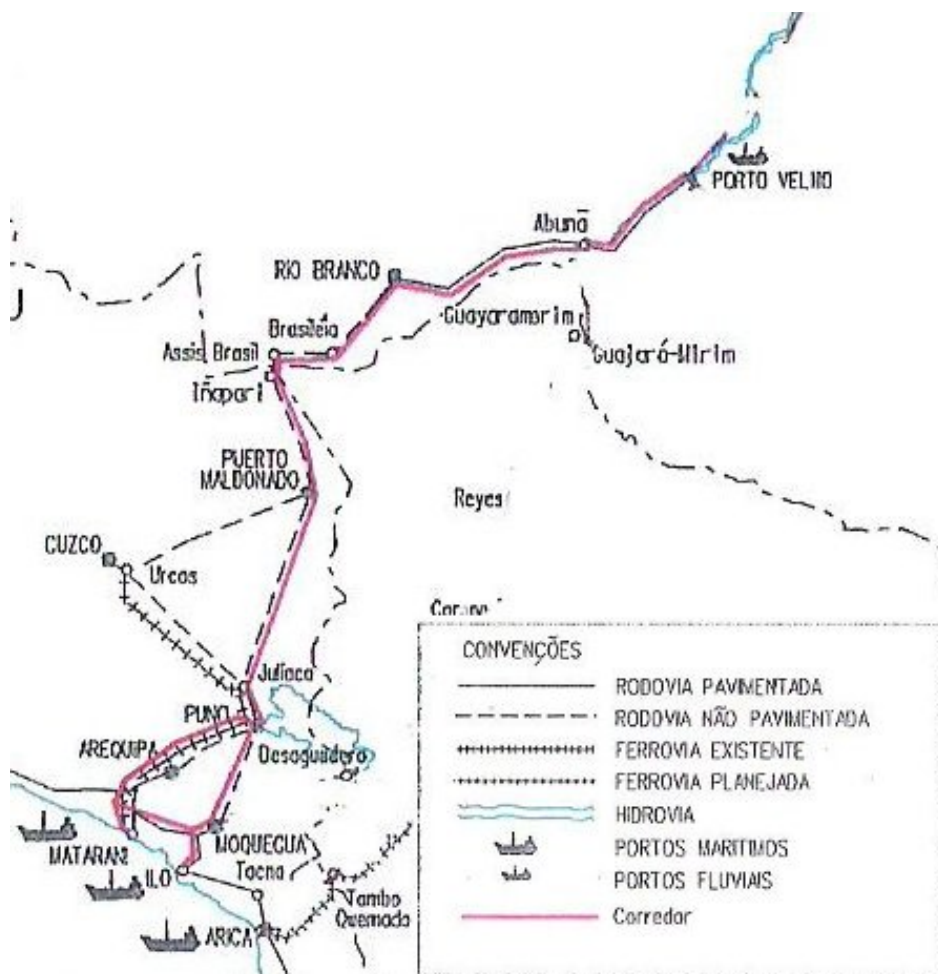 PORTO VELHO
Abunã
RIO BRANCO
Guayaramerim
Brasiléia
Assis Brasil
Guajará-Mirim
Iñapari
PUERTO
MALDONADO
Reyes
CUZCO
Urcos
Juliaca
PUNO
AREQUIPA
Desaguadero
MATARANI
MOQUEGUA
ILO
Tacna
Tambo
Quemado
ARICA
CONVENÇÕES
RODOVIA PAVIMENTADA
RODOVIA NÃO PAVIMENTADA
FERROVIA EXISTENTE
FERROVIA PLANEJADA
HIDROVIA
PORTOS MARITIMOS
PORTOS FLUVIAIS
Corredor